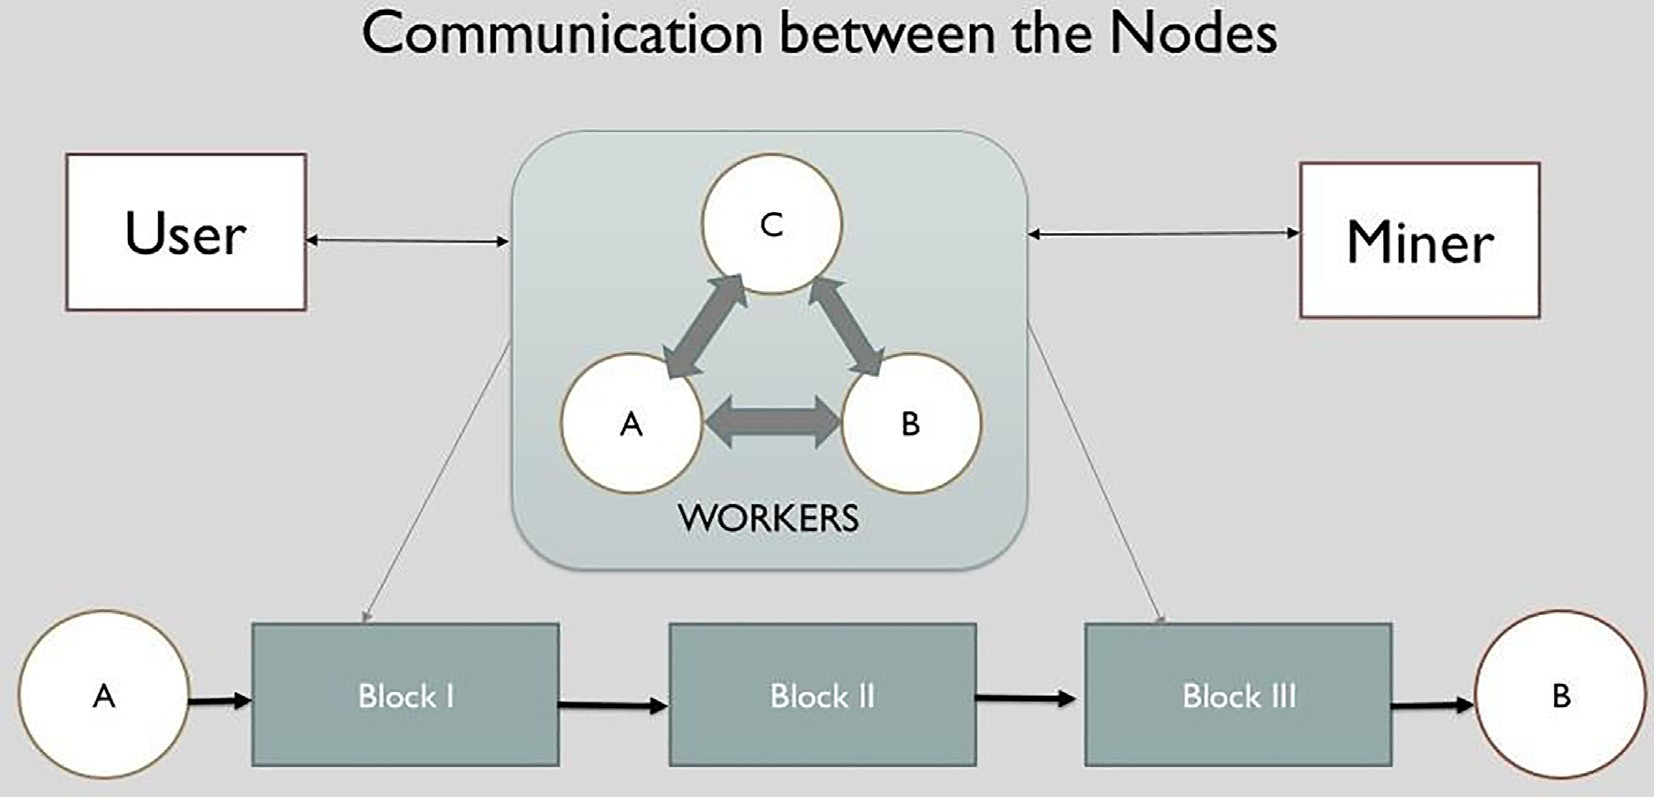 Communication between the Nodes
User
C
Miner
A
B
WORKERS
A
Block I
Block II
Block III
B